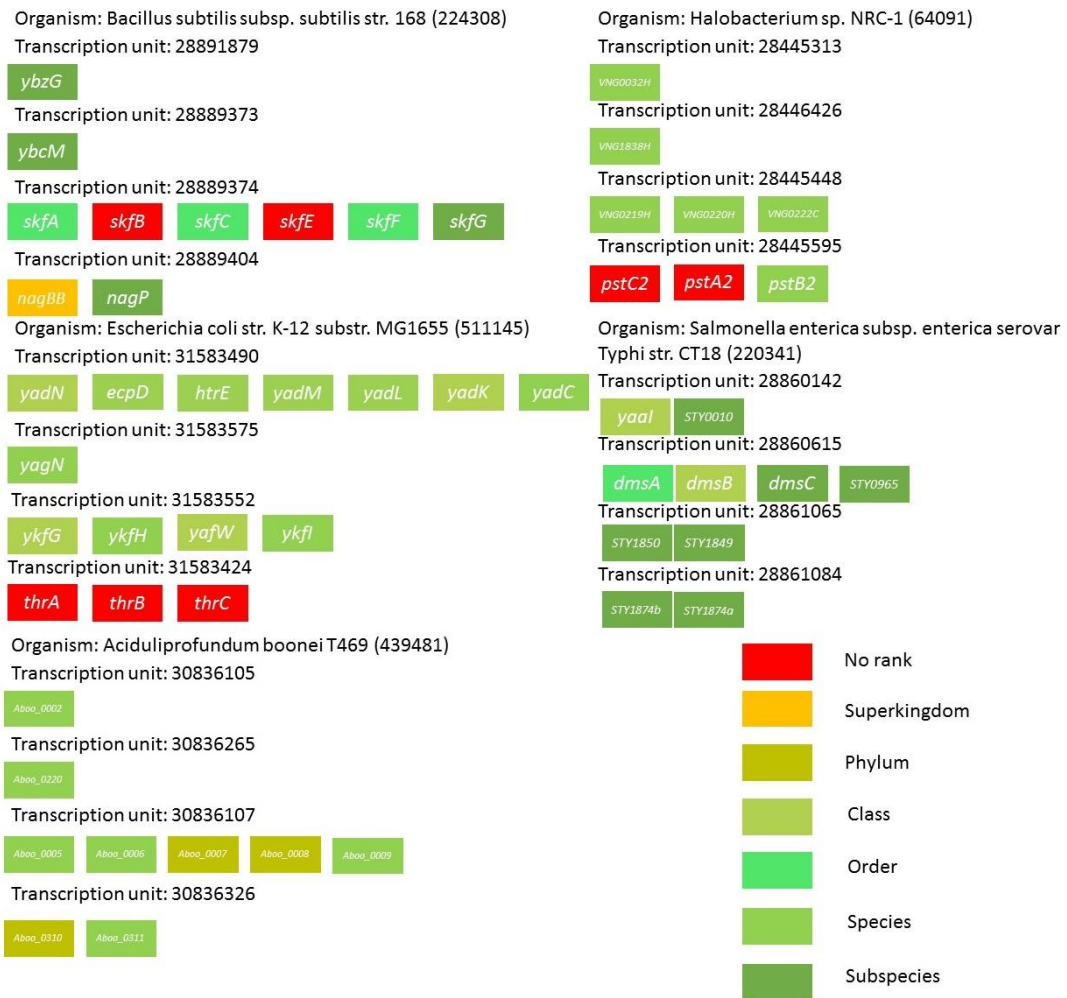 Organism: Bacillus subtilis subsp. subtilis str. 168 (224308)
Transcription unit: 28891879
ybzG
Transcription unit: 28889373
ybcM
Transcription unit: 28889374
skfA skfB skfC skfE skfF skfG
Transcription unit: 28889404
nagBB nagP
Organism: Escherichia coli str. K-12 substr. MG1655 (511145)
Transcription unit: 31583490
yadN ecpD htrE yadM yadL yadK yadC
Transcription unit: 31583575
yagN
Transcription unit: 31583552
ykfG ykfH yafW ykfI
Transcription unit: 31583424
thrA thrB thrC
Organism: Aciduliprofundum boonei T469 (439481)
Transcription unit: 30836105
Aboo_0002
Transcription unit: 30836265
Aboo_0220
Transcription unit: 30836107
Aboo_0005 Aboo_0006 Aboo_0007 Aboo_0008 Aboo_0009
Transcription unit: 30836326
Aboo_0310 Aboo_0311
Organism: Halobacterium sp. NRC-1 (64091)
Transcription unit: 28445313
VNG0032H
Transcription unit: 28446426
VNG1838H
Transcription unit: 28445448
VNG0219H VNG0220H VNG0222C
Transcription unit: 28445595
pstC2 pstA2 pstB2
Organism: Salmonella enterica subsp. enterica serovar
Typhi str. CT18 (220341)
Transcription unit: 28860142
yaaI STY0010
Transcription unit: 28860615
dmsA dmsB dmsC STY0965
Transcription unit: 28861065
STY1850 STY1849
Transcription unit: 28861084
STY1874b STY1874a
No rank
Superkingdom
Phylum
Class
Order
Species
Subspecies